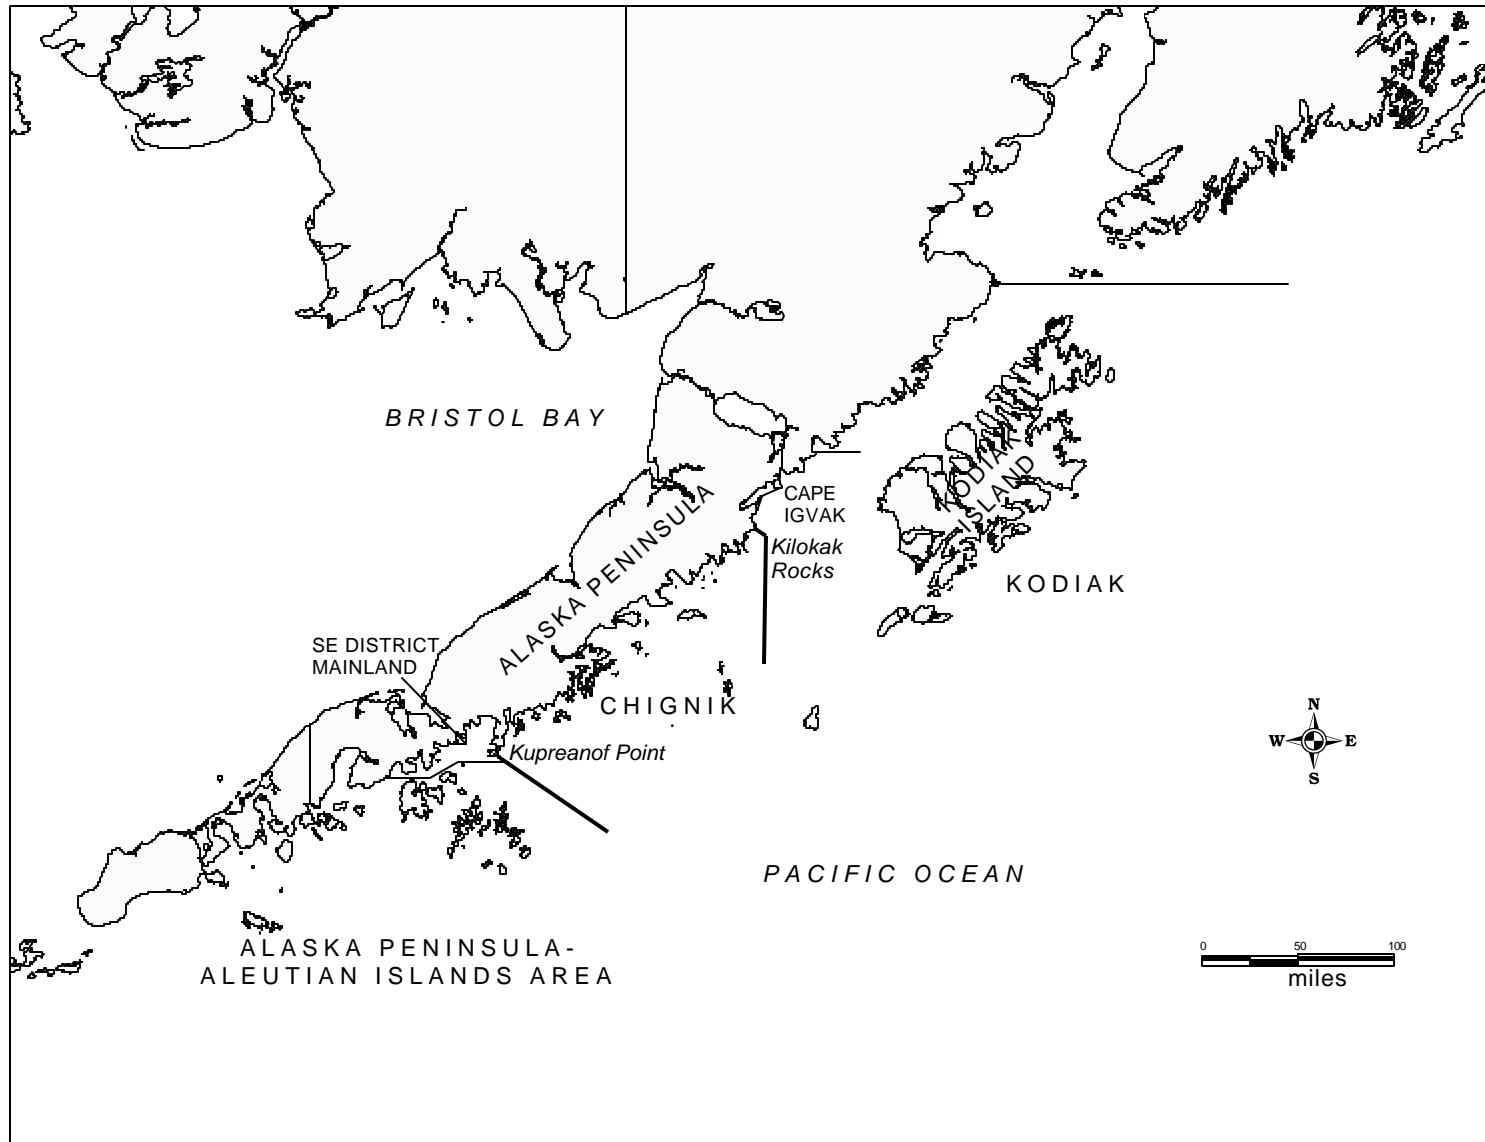 BRISTOL BAY
KODIAK
ISLAND
CAPE
IGVAK
ALASKA PENINSULA
Kilokak
Rocks
KODIAK
SE DISTRICT
MAINLAND
CHIGNIK
N
W E
S
Kupreanof Point
PACIFIC OCEAN
ALASKA PENINSULA-
ALEUTIAN ISLANDS AREA
0 50 100
miles